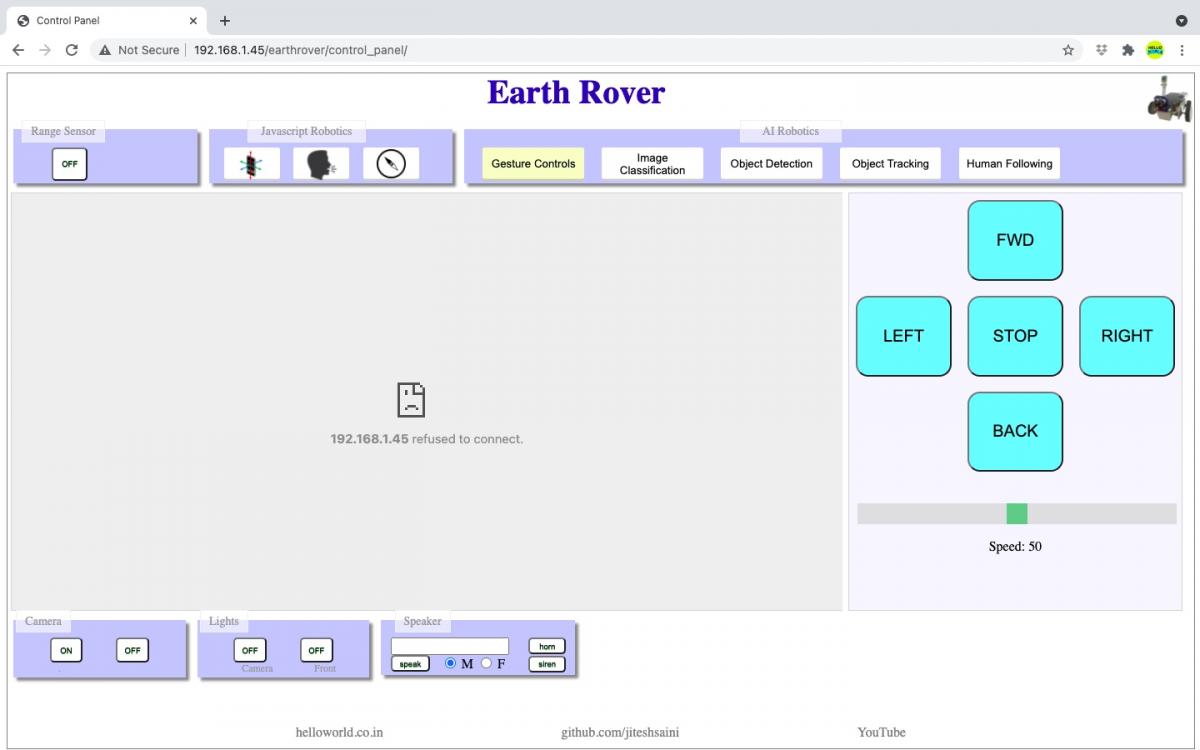 Control Panel
Not Secure
192.168.1.45/earthrover/control_panel/
HELLO WORLD
Earth Rover
Range Sensor
OFF
Javascript Robotics
AI Robotics
Gesture Controls
Image
Classification
Object Detection
Object Tracking
Human Following
192.168.1.45 refused to connect.
FWD
LEFT
STOP
RIGHT
BACK
Speed: 50
Camera
ON
OFF
Lights
OFF
Camera
OFF
Front
Speaker
horn
speak
M
F
siren
helloworld.co.in
github.com/jiteshsaini
YouTube